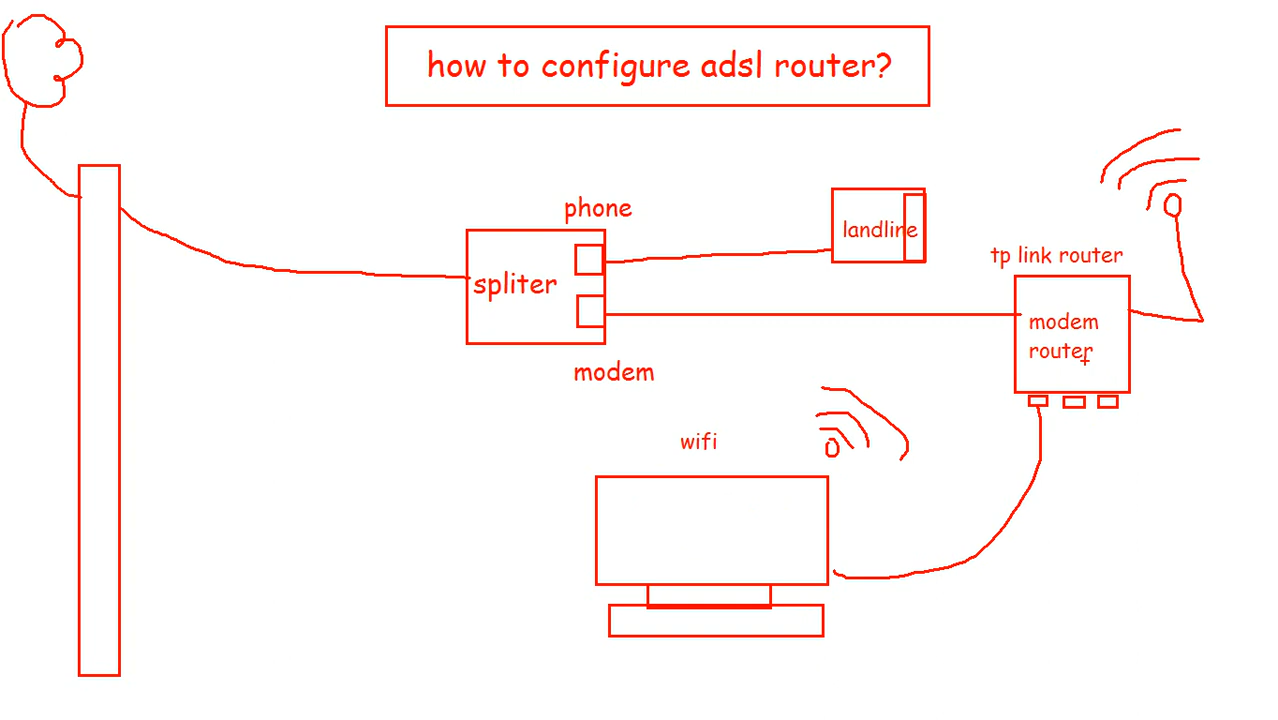 how to configure adsl router?
phone
landline
spliter
tp link router
modem
router
modem
wifi